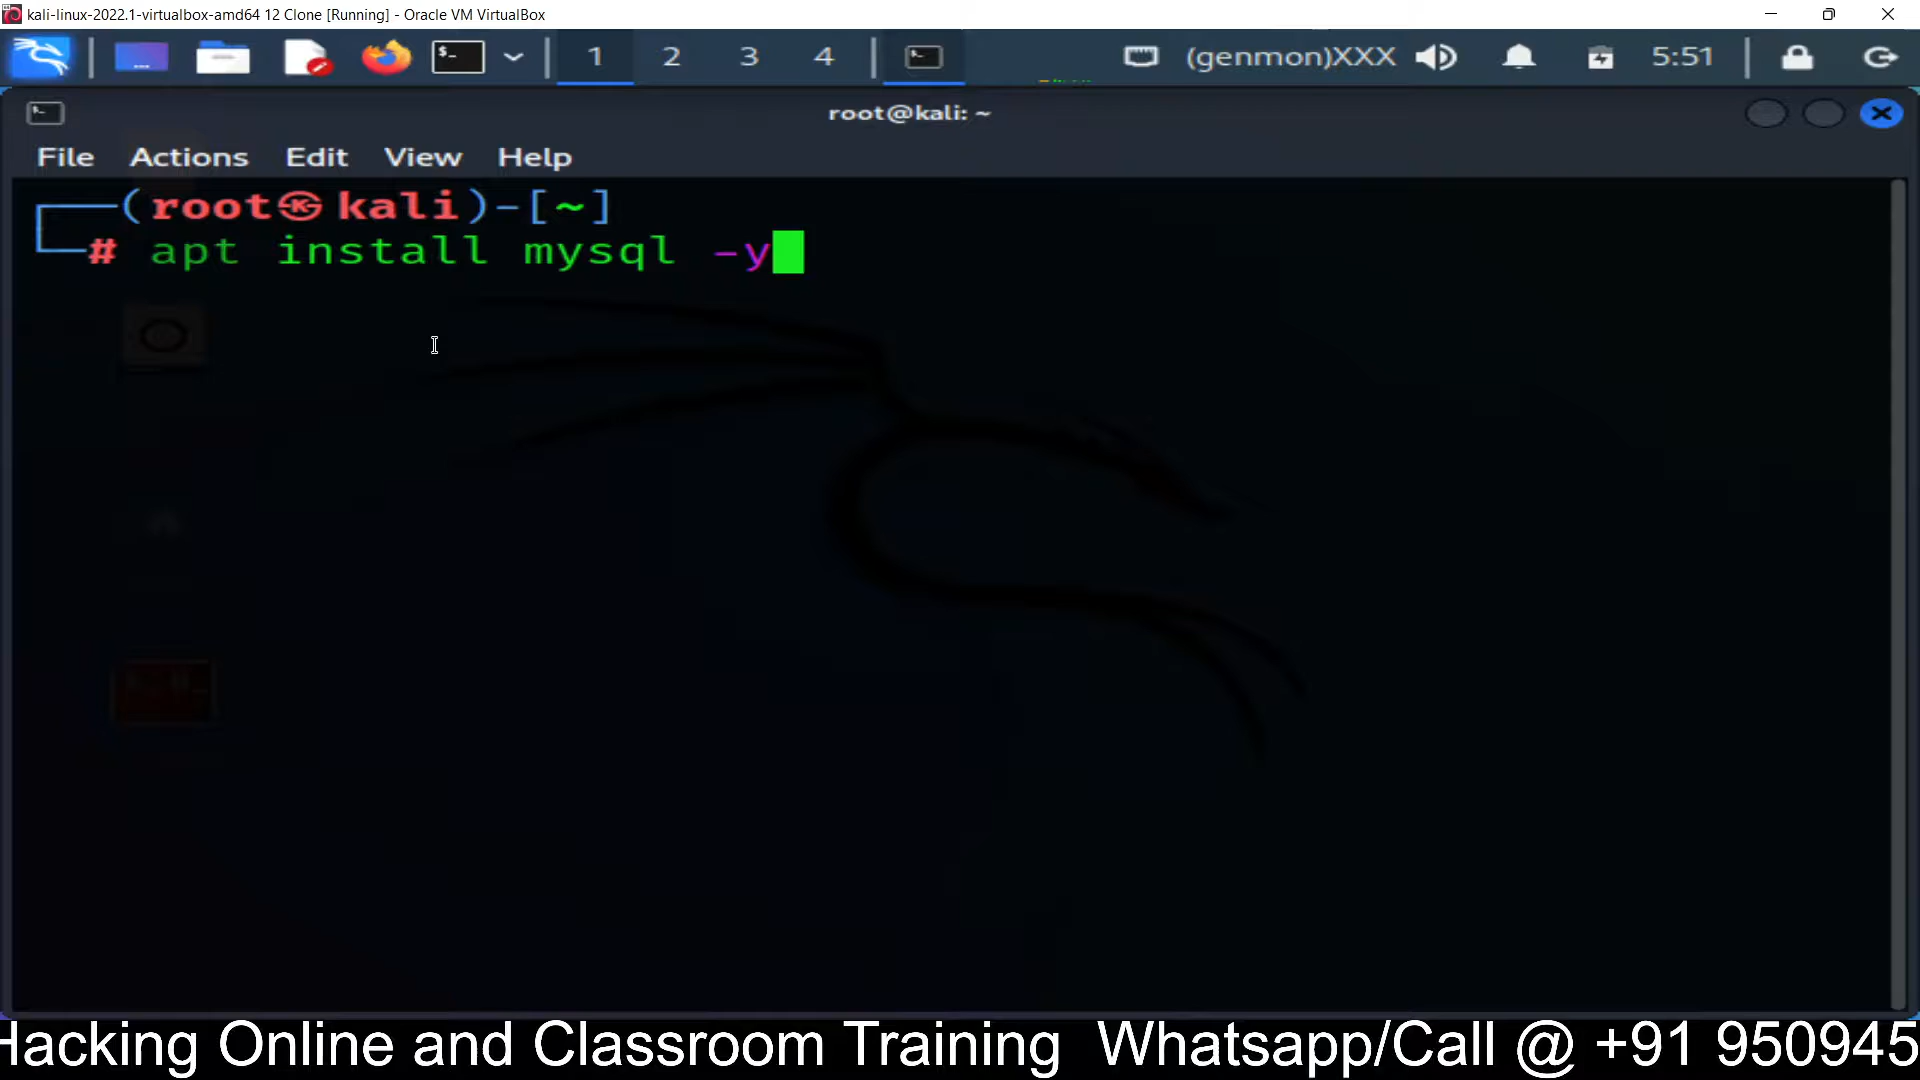 kali-linux-2022.1-virtualbox-amd64 12 Clone [Running] - Oracle VM VirtualBox
1 2 3 4 (genmon)XXX 5:51
root@kali: ~
File Actions Edit View Help
(root㉿kali)-[~]
# apt install mysql -y
Hacking Online and Classroom Training Whatsapp/Call @ +91 950945